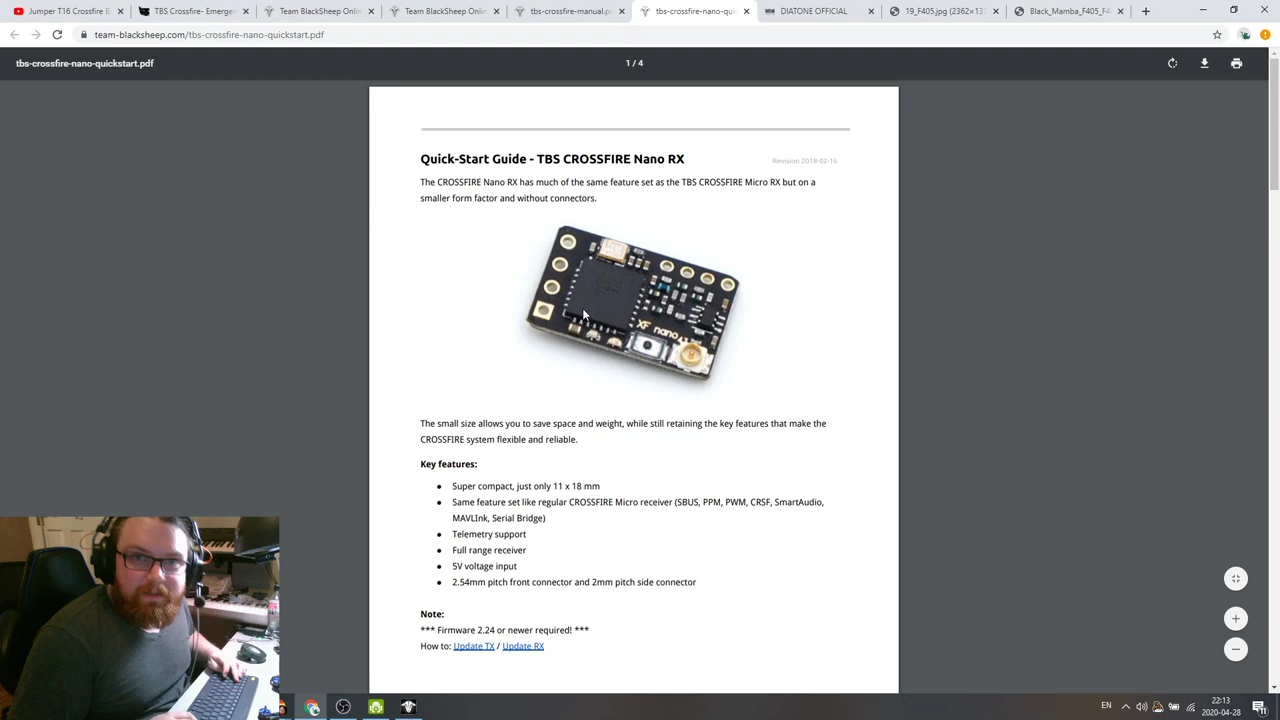 Jumper T16 Crossfire B
TBS Crossfire- Emergen
Team BlackSheep Online
Team BlackSheep Online
tbs-crossfire-manual.pc
tbs-crossfire-nano-quic
DIATONE OFFICIAL
19_F405.jpg (2362×137
Black_Mamba_F405_F4
team-blacksheep.com/tbs-crossfire-nano-quickstart.pdf
tbs-crossfire-nano-quickstart.pdf
1 / 4
Quick-Start Guide - TBS CROSSFIRE Nano RX
Revision 2018-02-16
The CROSSFIRE Nano RX has much of the same feature set as the TBS CROSSFIRE Micro RX but on a
smaller form factor and without connectors.
XF nano
The small size allows you to save space and weight, while still retaining the key features that make the
CROSSFIRE system flexible and reliable.
Key features:
● Super compact, just only 11 x 18 mm
● Same feature set like regular CROSSFIRE Micro receiver (SBUS, PPM, PWM, CRSF, SmartAudio,
MAVLInk, Serial Bridge)
● Telemetry support
● Full range receiver
● 5V voltage input
● 2.54mm pitch front connector and 2mm pitch side connector
Note:
*** Firmware 2.24 or newer required! ***
How to: Update TX / Update RX
EN
22:13
2020-04-28